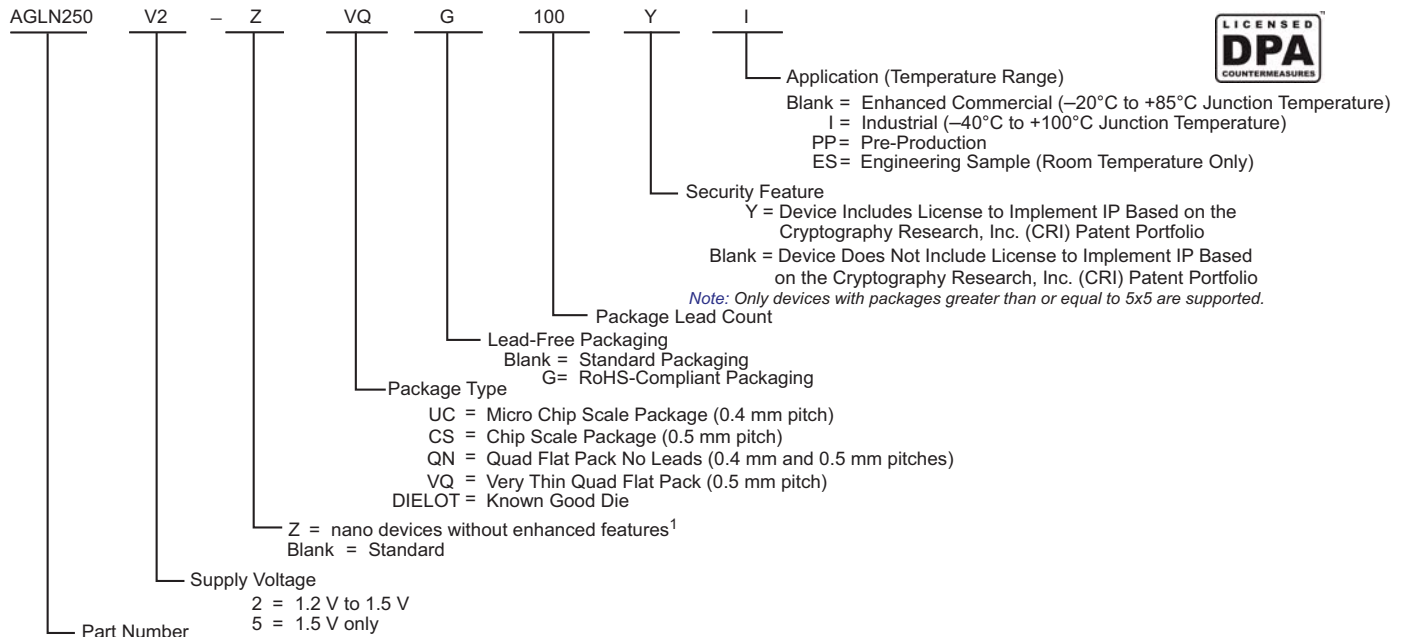 AGLN250 V2 – Z VQ G 100 Y I
LICENSED
DPA
COUNTERMEASURES
™
Application (Temperature Range)
Blank = Enhanced Commercial (–20°C to +85°C Junction Temperature)
I = Industrial (–40°C to +100°C Junction Temperature)
PP = Pre-Production
ES = Engineering Sample (Room Temperature Only)
Security Feature
Y = Device Includes License to Implement IP Based on the
Cryptography Research, Inc. (CRI) Patent Portfolio
Blank = Device Does Not Include License to Implement IP Based
on the Cryptography Research, Inc. (CRI) Patent Portfolio
Note: Only devices with packages greater than or equal to 5x5 are supported.
Package Lead Count
Lead-Free Packaging
Blank = Standard Packaging
G= RoHS-Compliant Packaging
Package Type
UC = Micro Chip Scale Package (0.4 mm pitch)
CS = Chip Scale Package (0.5 mm pitch)
QN = Quad Flat Pack No Leads (0.4 mm and 0.5 mm pitches)
VQ = Very Thin Quad Flat Pack (0.5 mm pitch)
DIELOT = Known Good Die
Z = nano devices without enhanced features1
Blank = Standard
Supply Voltage
2 = 1.2 V to 1.5 V
5 = 1.5 V only
Part Number